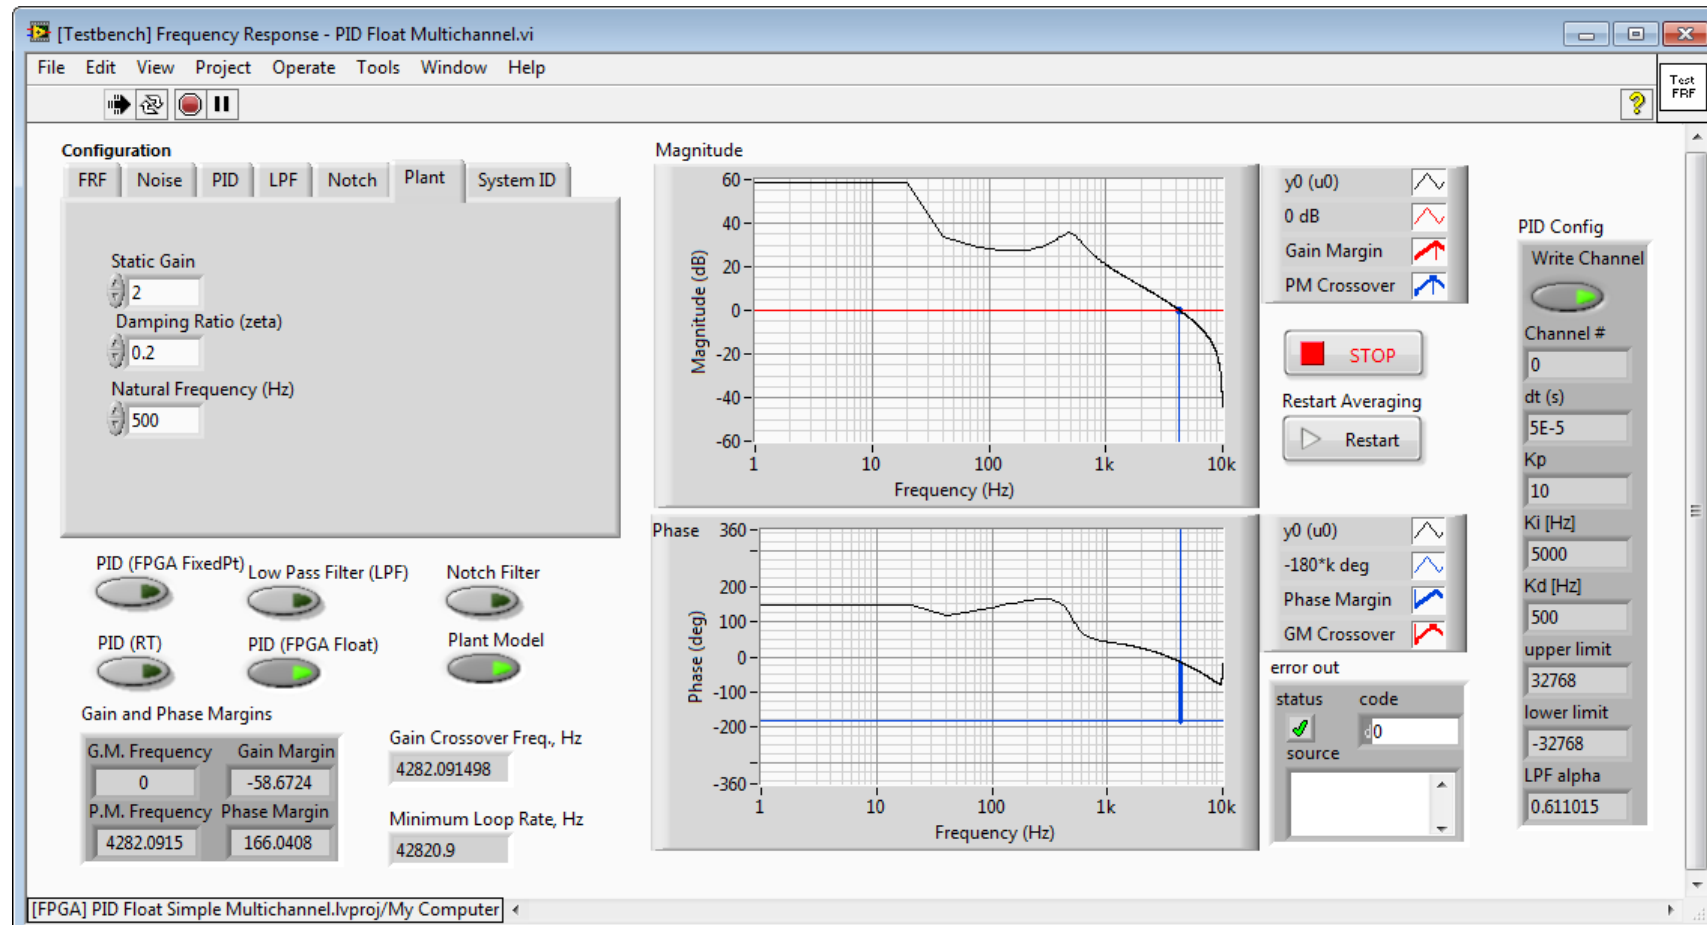 [Testbench] Frequency Response - PID Float Multichannel.vi
File Edit View Project Operate Tools Window Help
Test
FRF
Configuration
FRF Noise PID LPF Notch Plant System ID
Static Gain
2
Damping Ratio (zeta)
0.2
Natural Frequency (Hz)
500
PID (FPGA FixedPt) Low Pass Filter (LPF) Notch Filter
PID (RT) PID (FPGA Float) Plant Model
Gain and Phase Margins
G.M. Frequency Gain Margin
0 -58.6724
P.M. Frequency Phase Margin
4282.0915 166.0408
Gain Crossover Freq., Hz
4282.091498
Minimum Loop Rate, Hz
42820.9
Magnitude
Magnitude (dB)
60
40
20
0
-20
-40
-60
1 10 100 1k 10k
Frequency (Hz)
y0 (u0)
0 dB
Gain Margin
PM Crossover
STOP
Restart Averaging
Restart
Phase
Phase (deg)
360
200
100
0
-100
-200
-360
1 10 100 1k 10k
Frequency (Hz)
y0 (u0)
-180*k deg
Phase Margin
GM Crossover
error out
status code
d0
source
PID Config
Write Channel
Channel #
0
dt (s)
5E-5
Kp
10
Ki [Hz]
5000
Kd [Hz]
500
upper limit
32768
lower limit
-32768
LPF alpha
0.611015
[FPGA] PID Float Simple Multichannel.lvproj/My Computer